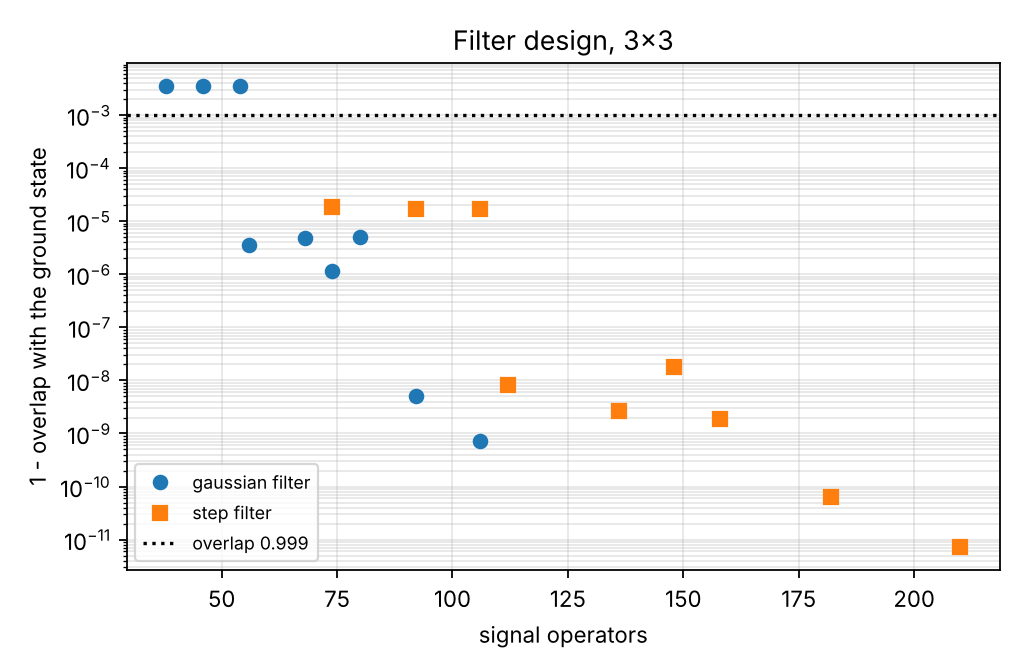 Filter design, 3×3
1 - overlap with the ground state
10⁻³
10⁻⁴
10⁻⁵
10⁻⁶
10⁻⁷
10⁻⁸
10⁻⁹
10⁻¹⁰
10⁻¹¹
gaussian filter
step filter
overlap 0.999
50 75 100 125 150 175 200
signal operators